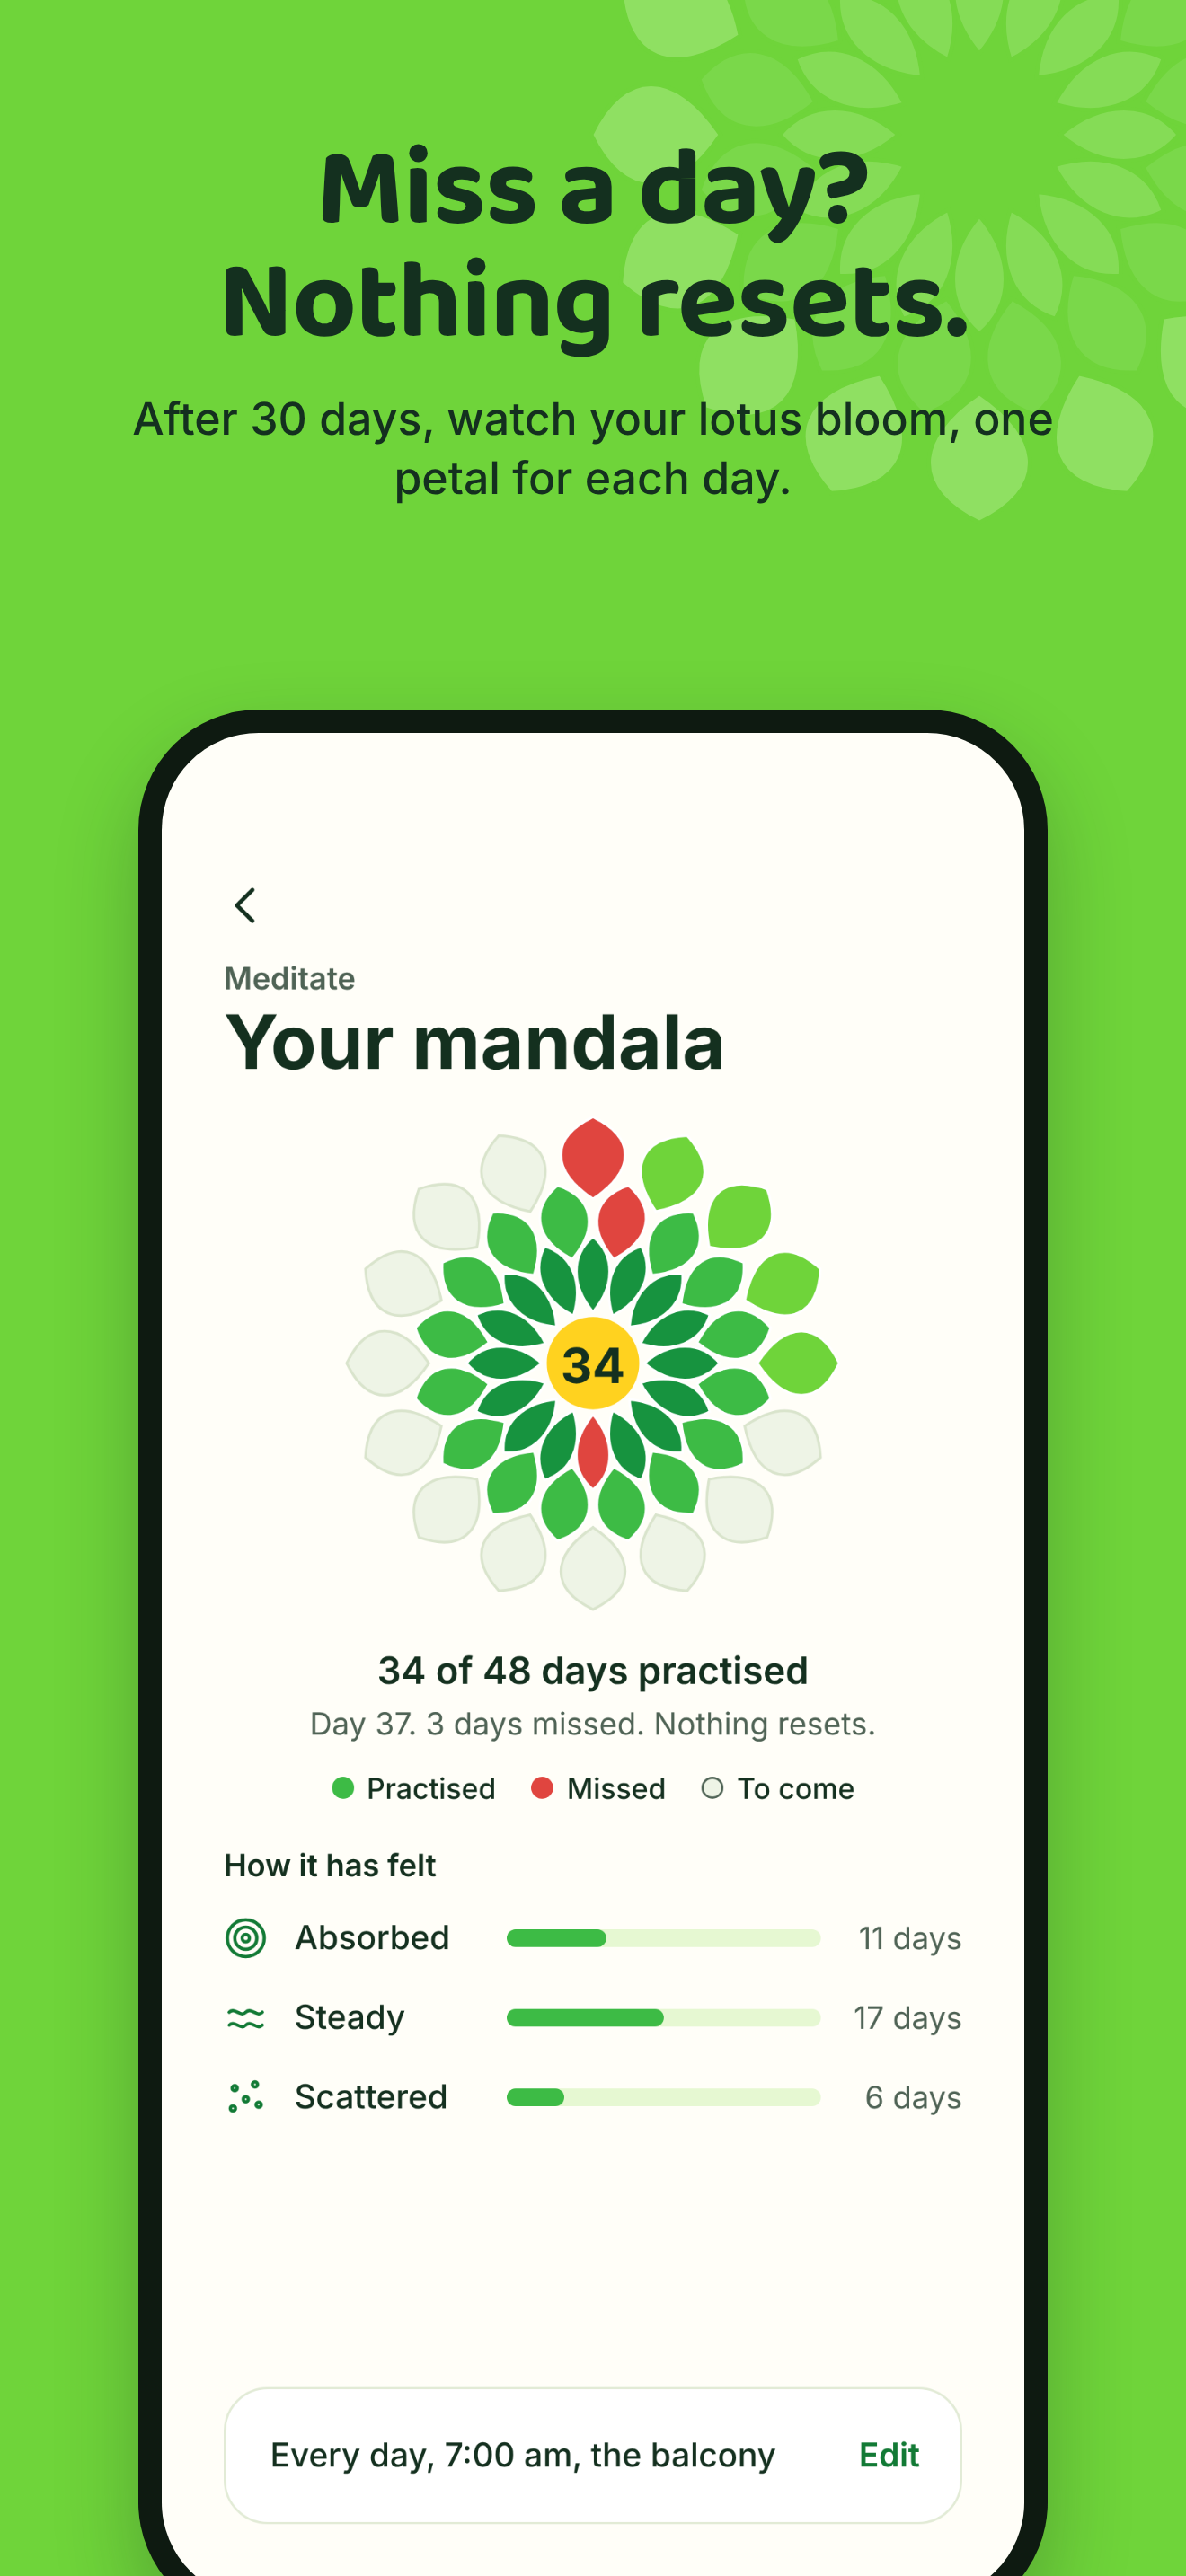 Miss a day?
Nothing resets.
After 30 days, watch your lotus bloom, one
petal for each day.
Meditate
Your mandala
34
34 of 48 days practised
Day 37. 3 days missed. Nothing resets.
Practised Missed To come
How it has felt
Absorbed 11 days
Steady 17 days
Scattered 6 days
Every day, 7:00 am, the balcony Edit